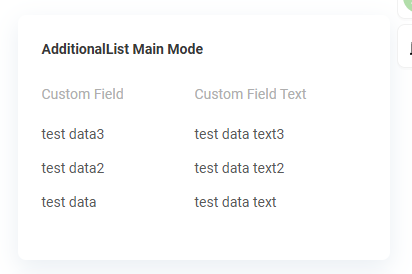 AdditionalList Main Mode
Custom Field Custom Field Text
test data3 test data text3
test data2 test data text2
test data test data text